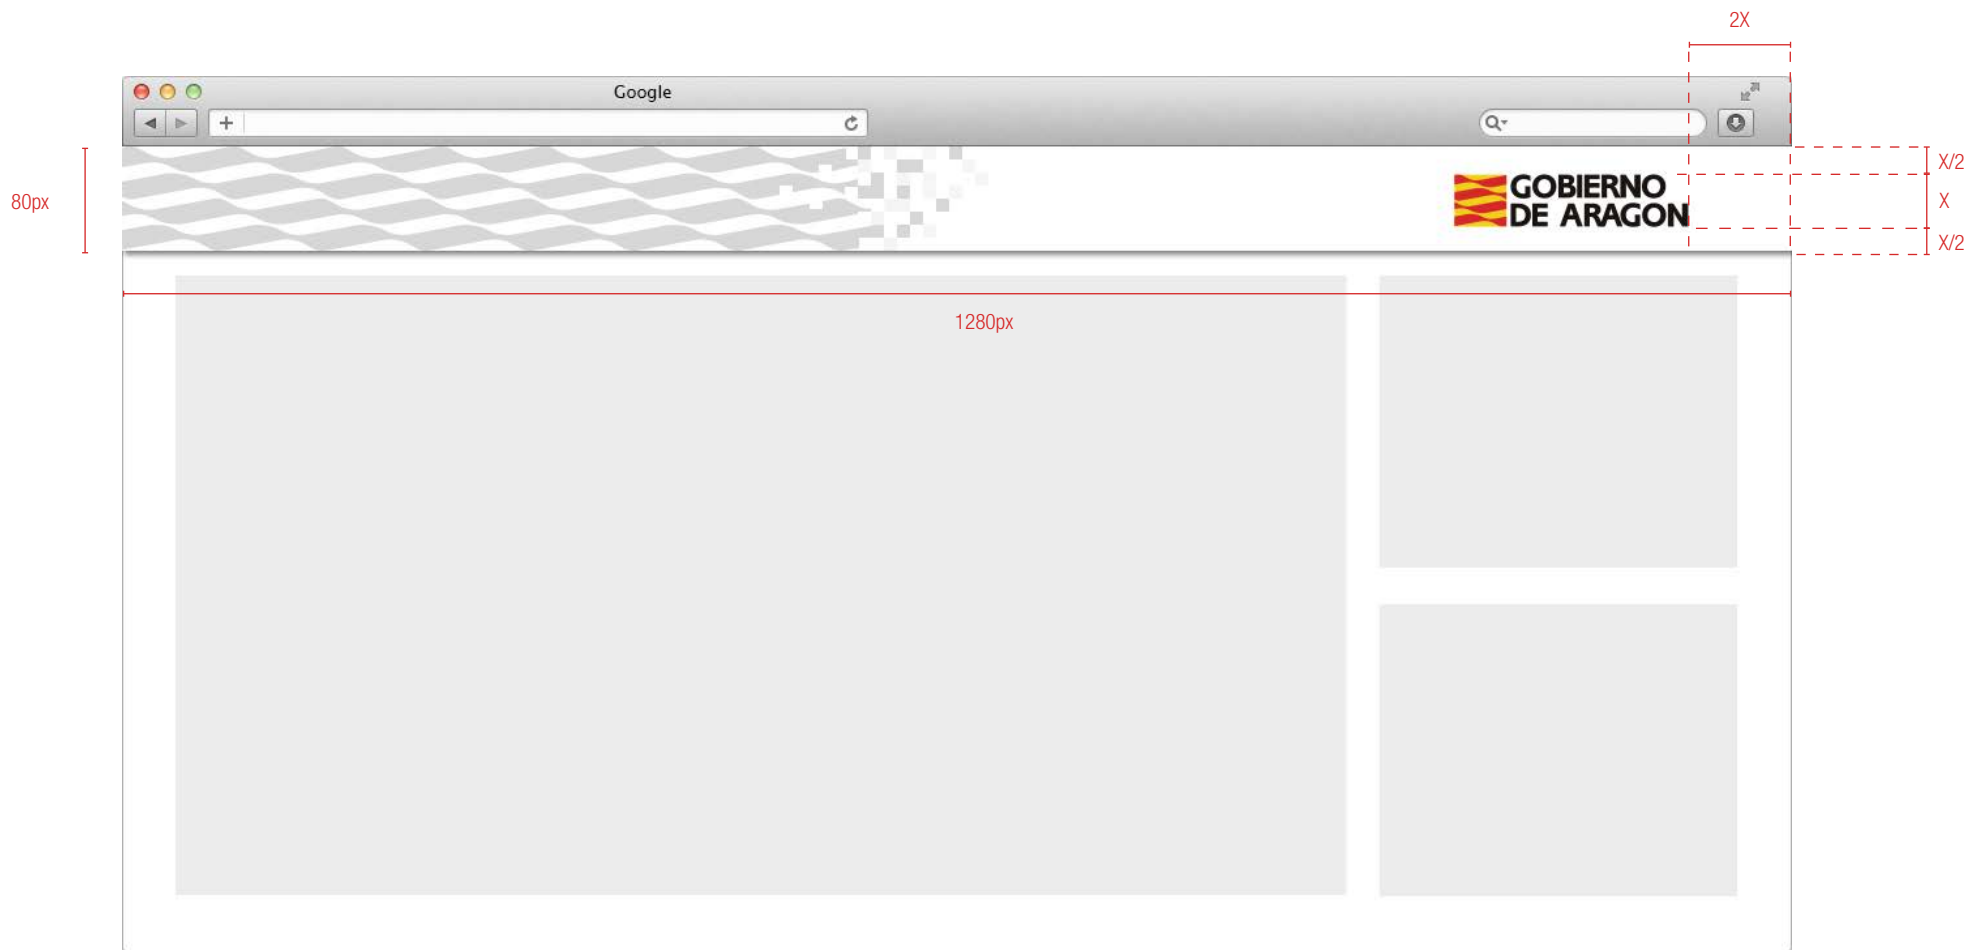 2X
Google
80px
GOBIERNO
DE ARAGON
X/2
X
X/2
1280px